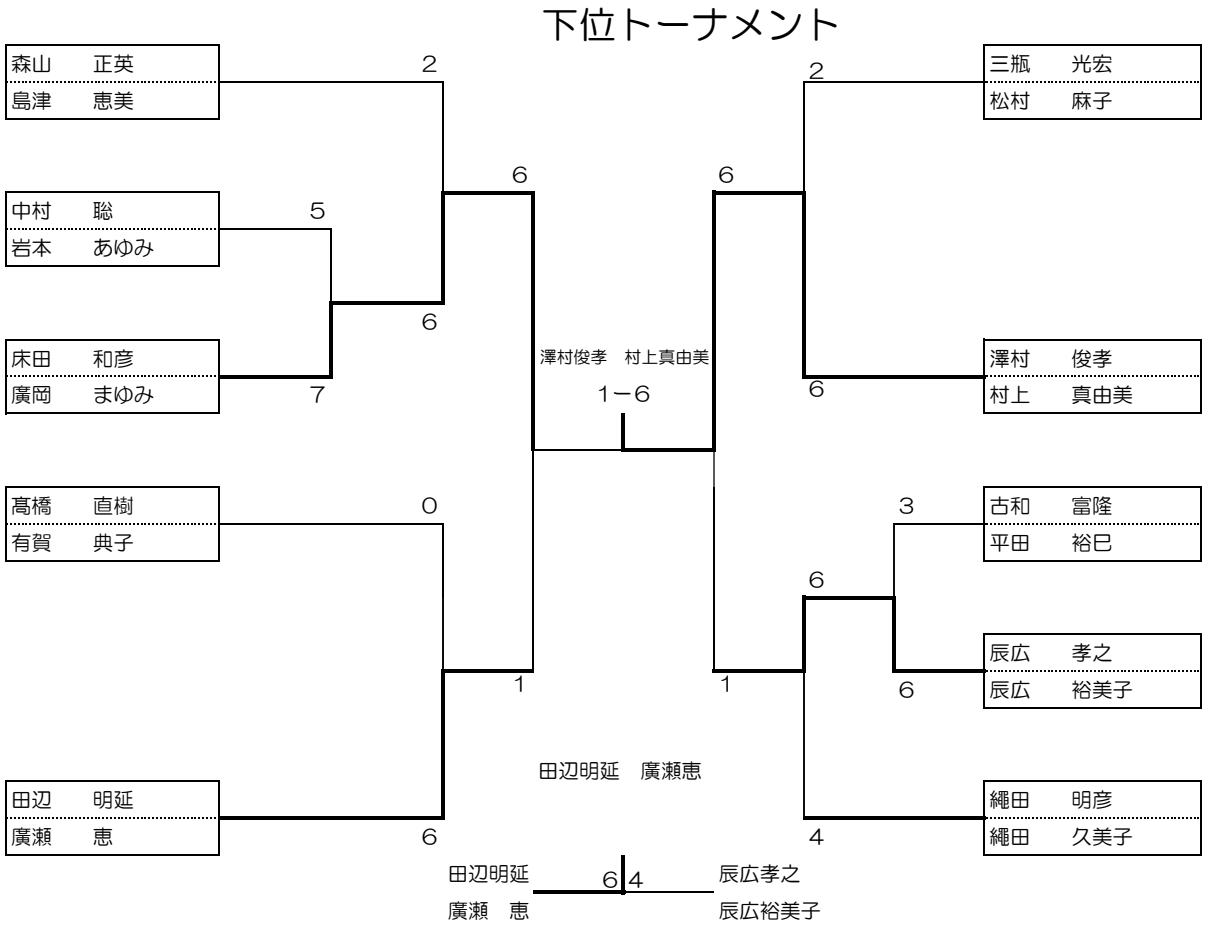 下位トーナメント
森山 正英
島津 恵美
2
中村 聡
岩本 あゆみ
5
床田 和彦
廣岡 まゆみ
7
6
6
髙橋 直樹
有賀 典子
0
田辺 明延
廣瀬 恵
6
1
澤村俊孝 村上真由美
1－6
三瓶 光宏
松村 麻子
2
6
澤村 俊孝
村上 真由美
6
古和 富隆
平田 裕巳
3
6
辰広 孝之
辰広 裕美子
6
1
繩田 明彦
繩田 久美子
4
田辺明延 廣瀬恵
田辺明延
廣瀬 恵
6 4
辰広孝之
辰広裕美子